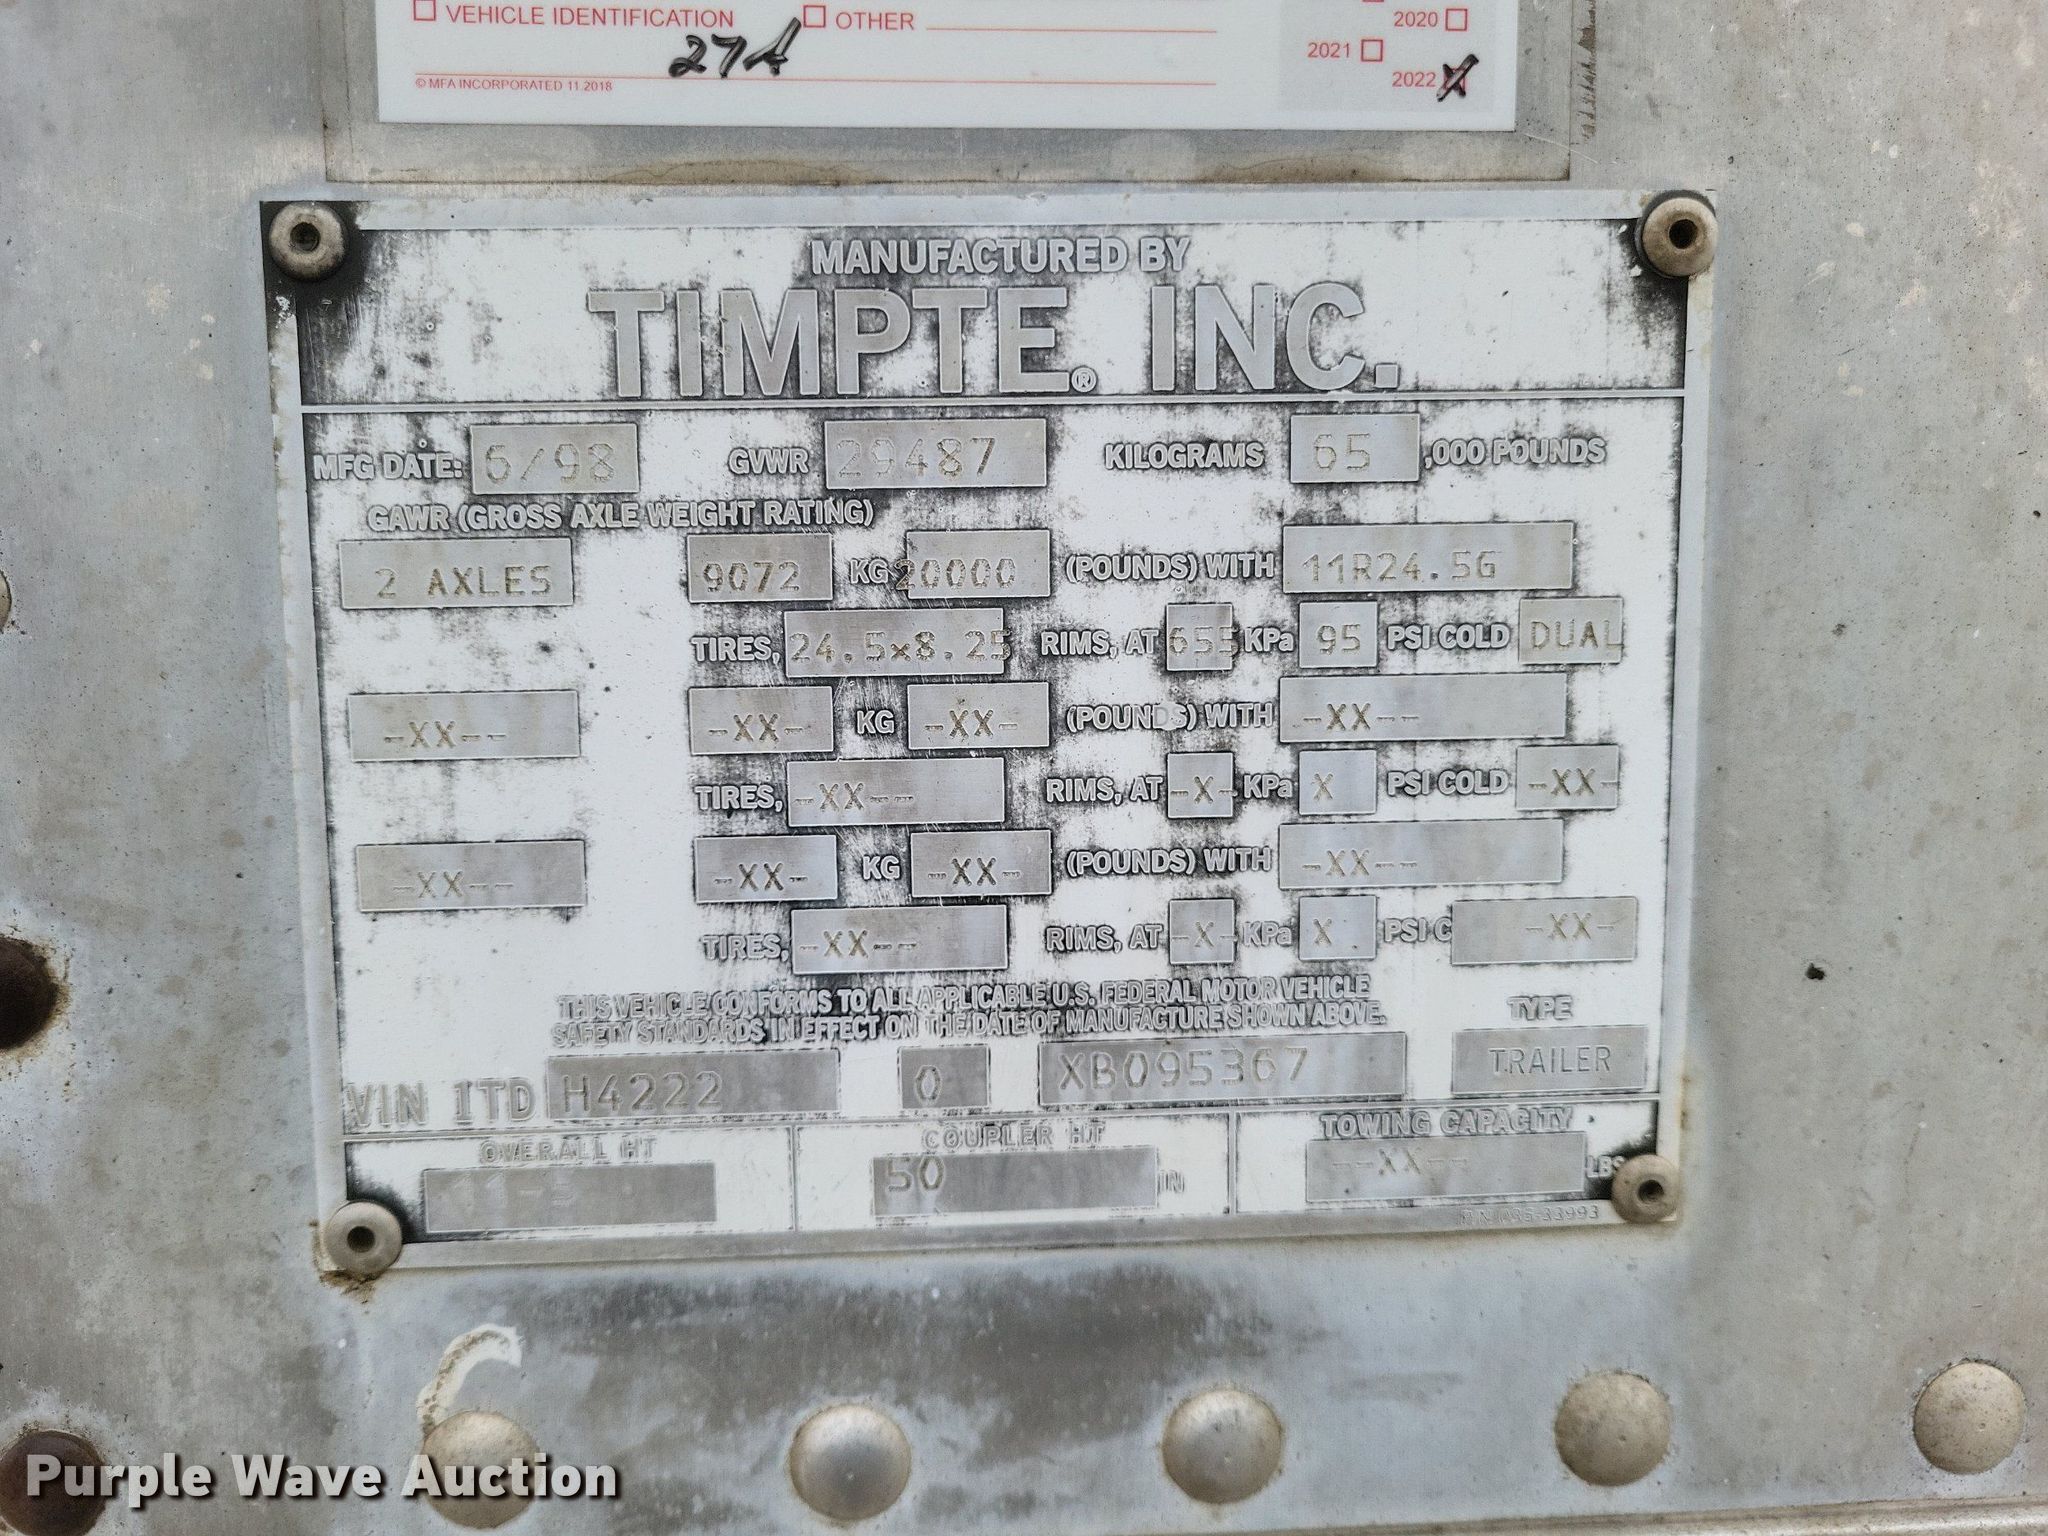 VEHICLE IDENTIFICATION OTHER
2020
2021
274
2022 X
© MFA INCORPORATED 11.2018
MANUFACTURED BY
TIMPTE® INC.
MFG DATE: 6/98 GVWR 29487 KILOGRAMS 65 ,000 POUNDS
GAWR (GROSS AXLE WEIGHT RATING)
2 AXLES 9072 KG 20000 (POUNDS) WITH 11R24.5G
TIRES, 24.5x8.25 RIMS, AT 655 KPa 95 PSI COLD DUAL
-XX-- -XX- KG -XX- (POUNDS) WITH -XX--
TIRES, -XX--- RIMS, AT -X- KPa X PSI COLD -XX-
-XX-- -XX- KG -XX- (POUNDS) WITH -XX--
TIRES, -XX--- RIMS, AT -X- KPa X PSI C -XX-
THIS VEHICLE CONFORMS TO ALL APPLICABLE U.S. FEDERAL MOTOR VEHICLE
SAFETY STANDARDS IN EFFECT ON THE DATE OF MANUFACTURE SHOWN ABOVE.
TYPE
VIN 1TD H4222 0 XB095367 TRAILER
OVERALL HT COUPLER HT TOWING CAPACITY
50 IN --XX-- LBS
Purple Wave Auction